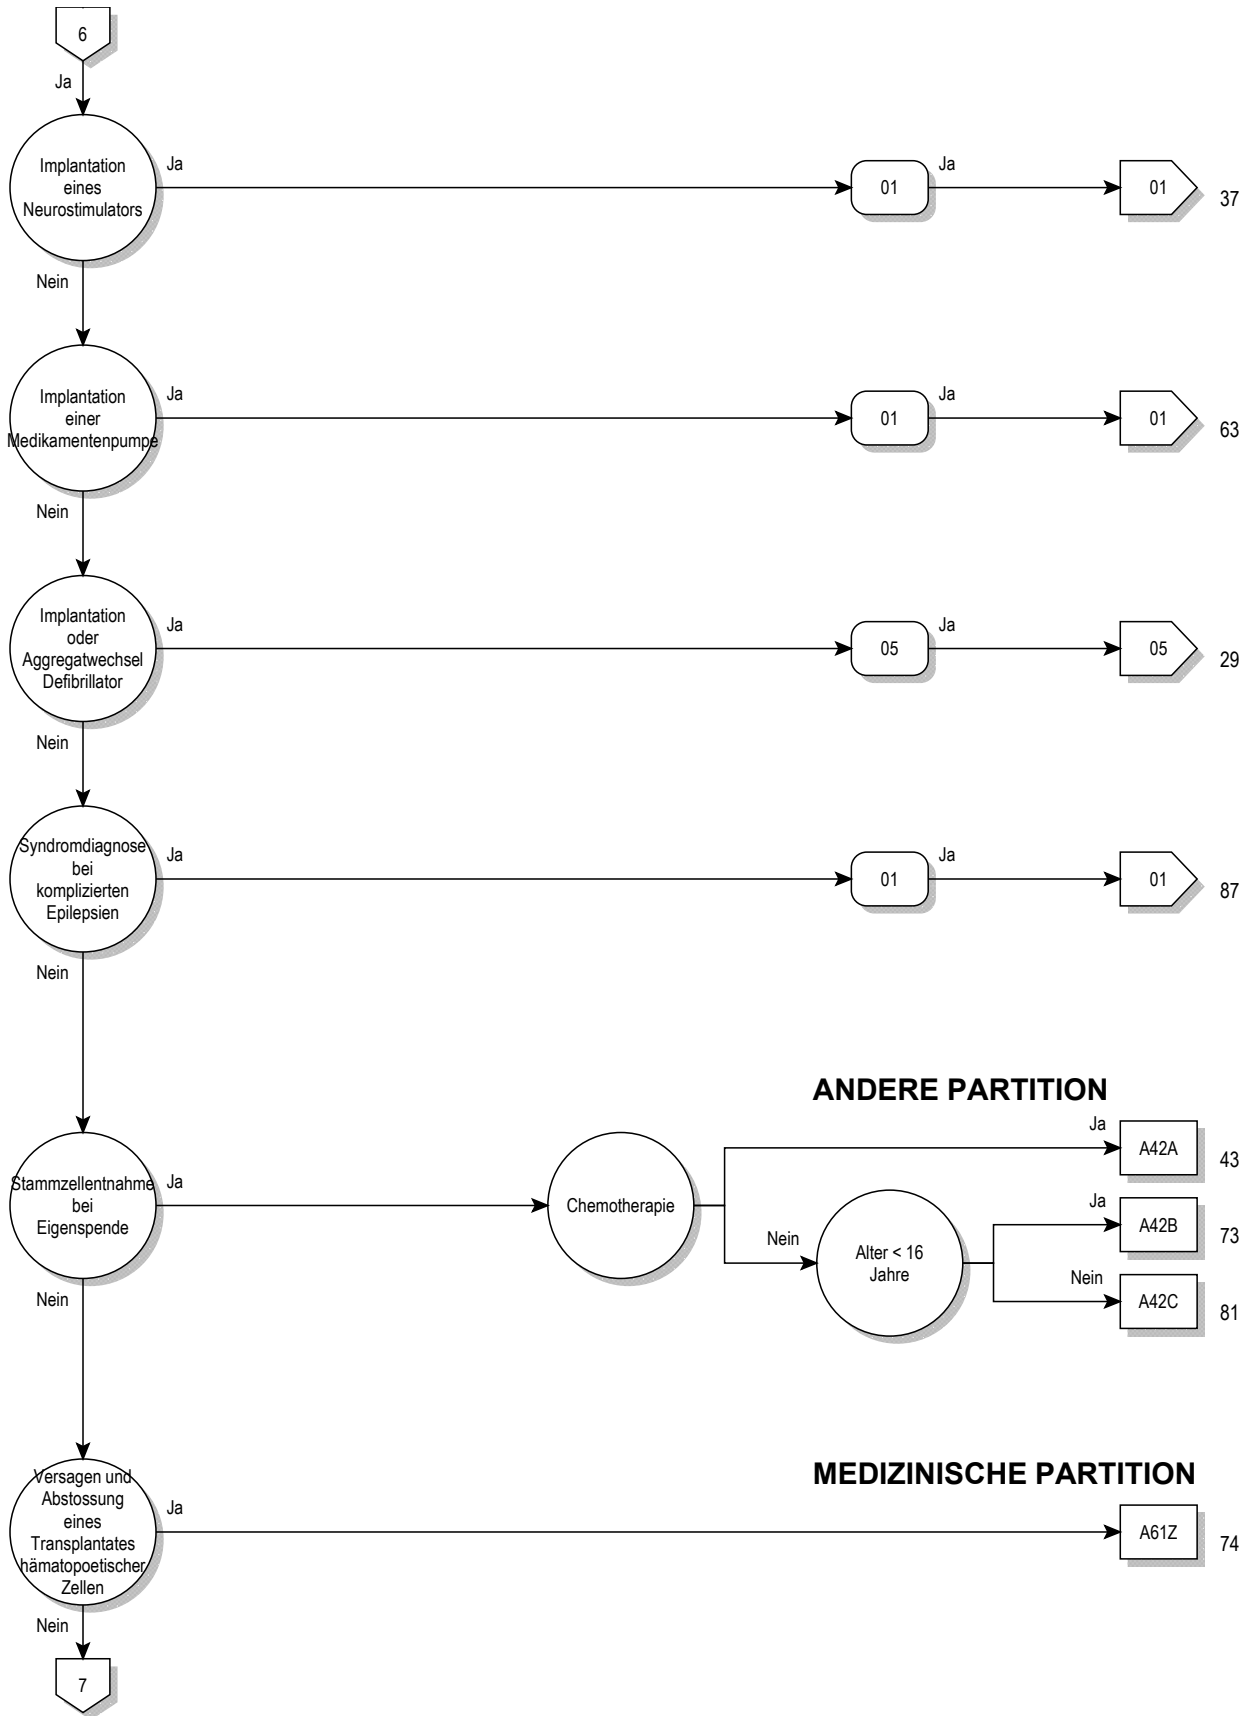 6
Ja
Implantation
eines
Neurostimulators
Ja
01
Ja
01
37
Nein
Implantation
einer
Medikamentenpumpe
Ja
01
Ja
01
63
Nein
Implantation
oder
Aggregatwechsel
Defibrillator
Ja
05
Ja
05
29
Nein
Syndromdiagnose
bei
komplizierten
Epilepsien
Ja
01
Ja
01
87
Nein
ANDERE PARTITION
Stammzellentnahme
bei
Eigenspende
Ja
Chemotherapie
Ja
A42A
43
Nein
Alter < 16
Jahre
Ja
A42B
73
Nein
A42C
81
Nein
MEDIZINISCHE PARTITION
Versagen und
Abstossung
eines
Transplantates
hämatopoetischer
Zellen
Ja
A61Z
74
Nein
7